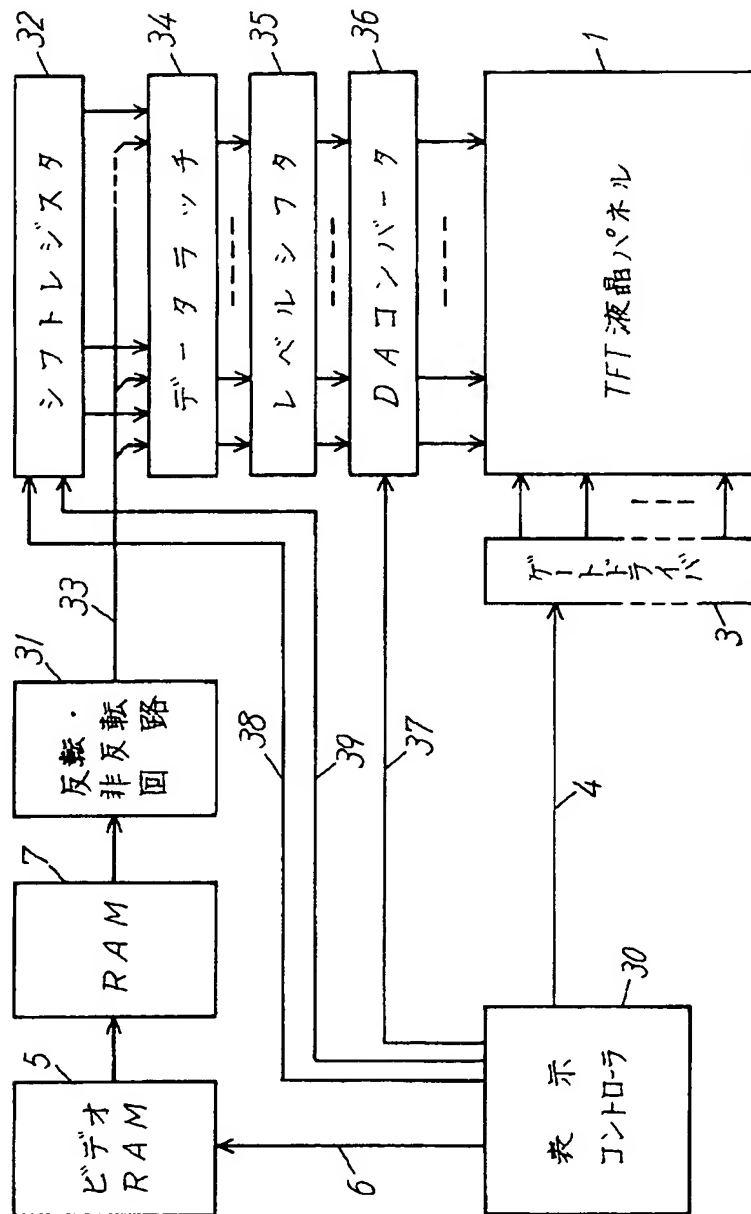 ビデオ
RAM
5
RAM
7
反転・
非反転
回路
31
33
シフトレジスタ
32
データラッチ
34
レベルシフタ
35
DAコンバータ
36
38
39
37
6
表示
コントローラ
30
4
ゲートドライバ
3
TFT液晶パネル
1